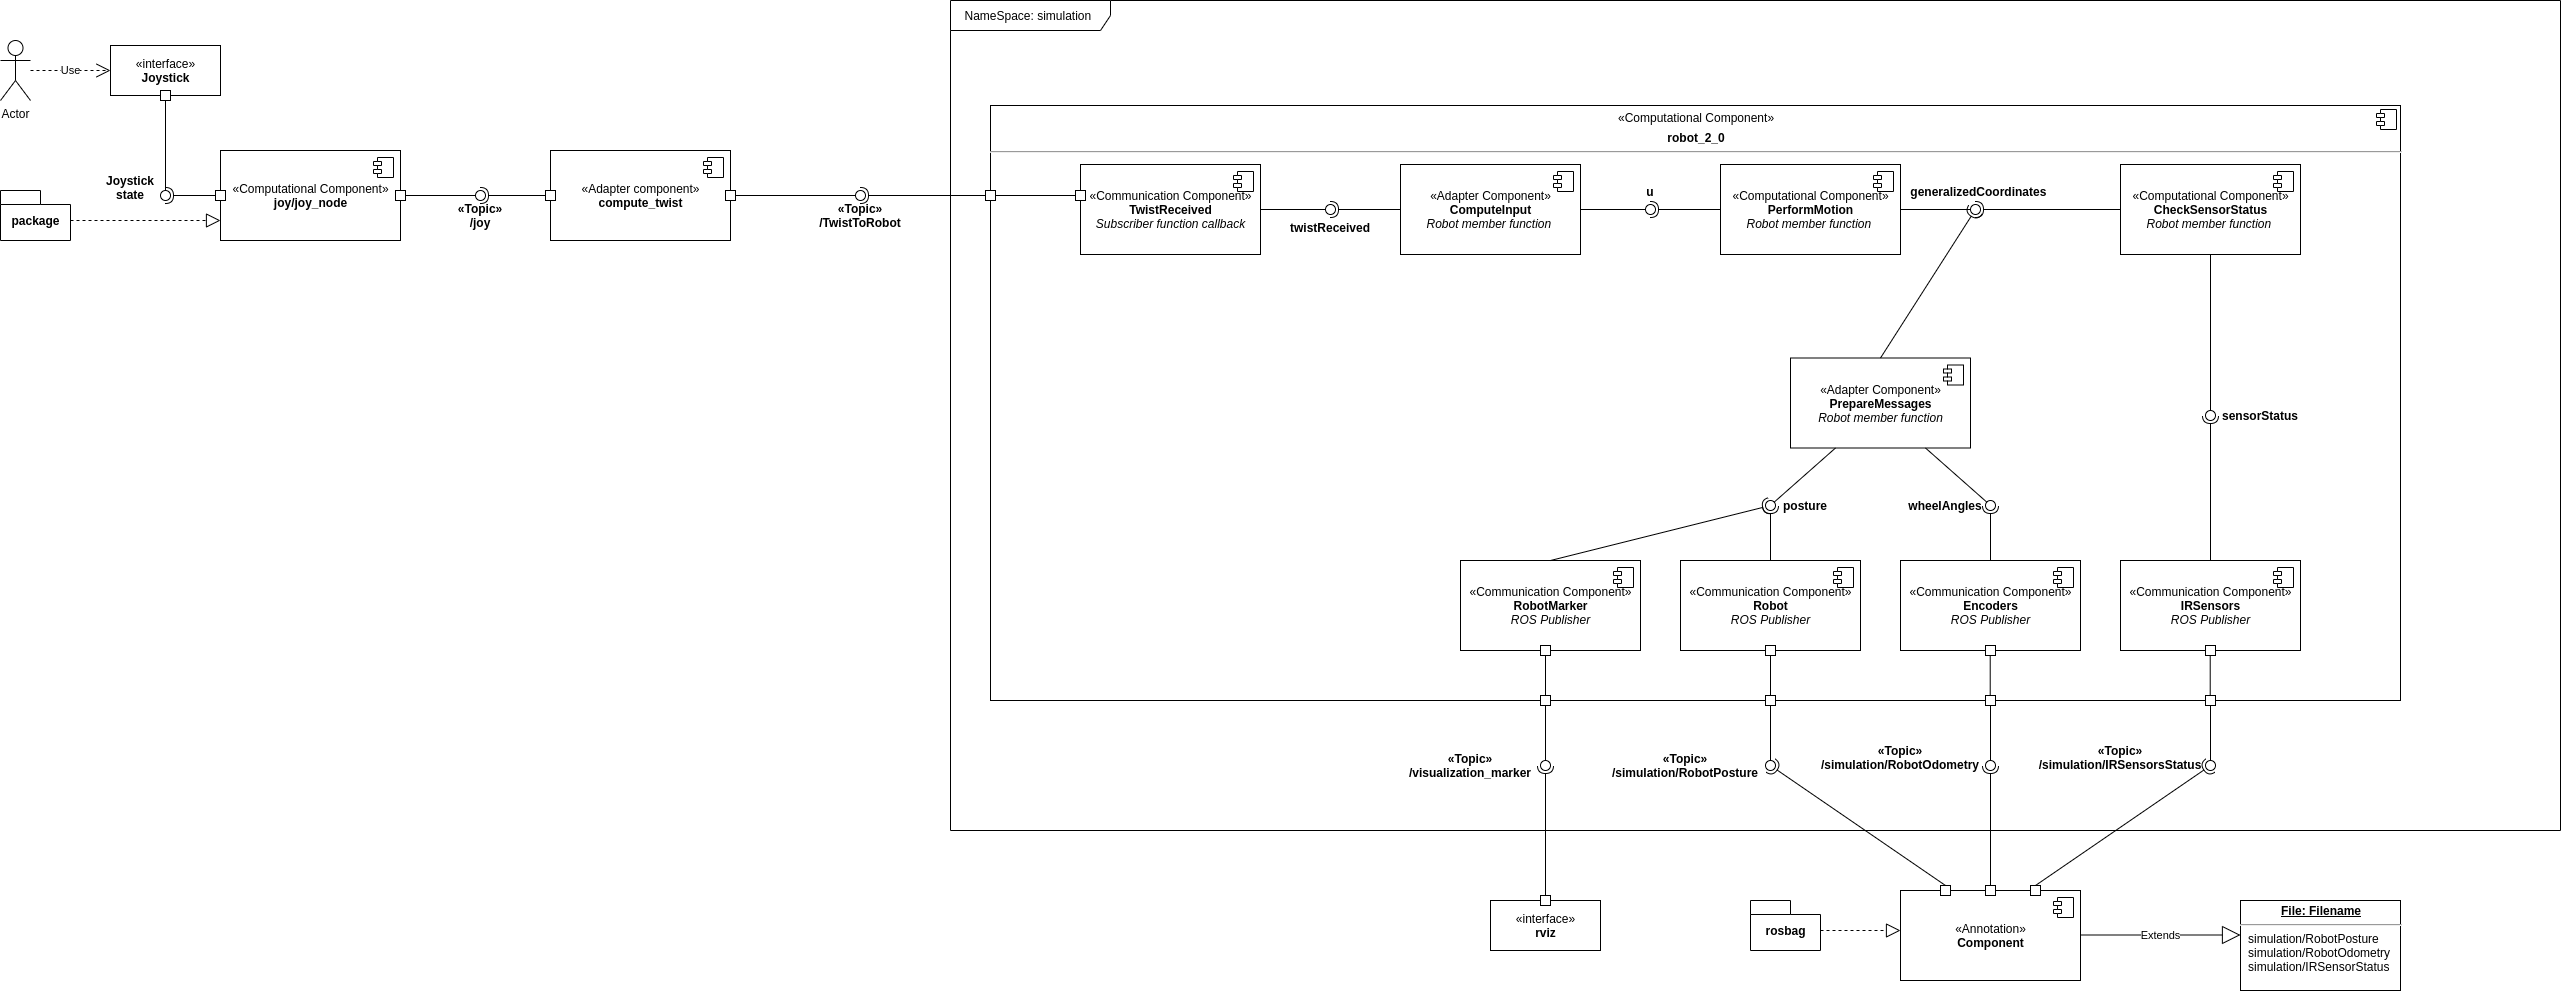 NameSpace: simulation
Actor
Use
«interface»
Joystick
Joystick
state
package
«Computational Component»
joy/joy_node
«Topic»
/joy
«Adapter component»
compute_twist
«Topic»
/TwistToRobot
«Computational Component»
robot_2_0
«Communication Component»
TwistReceived
Subscriber function callback
twistReceived
«Adapter Component»
ComputeInput
Robot member function
u
«Computational Component»
PerformMotion
Robot member function
generalizedCoordinates
«Computational Component»
CheckSensorStatus
Robot member function
«Adapter Component»
PrepareMessages
Robot member function
sensorStatus
posture
wheelAngles
«Communication Component»
RobotMarker
ROS Publisher
«Communication Component»
Robot
ROS Publisher
«Communication Component»
Encoders
ROS Publisher
«Communication Component»
IRSensors
ROS Publisher
«Topic»
/visualization_marker
«Topic»
/simulation/RobotPosture
«Topic»
/simulation/RobotOdometry
«Topic»
/simulation/IRSensorsStatus
«interface»
rviz
rosbag
«Annotation»
Component
Extends
File: Filename
simulation/RobotPosture
simulation/RobotOdometry
simulation/IRSensorStatus